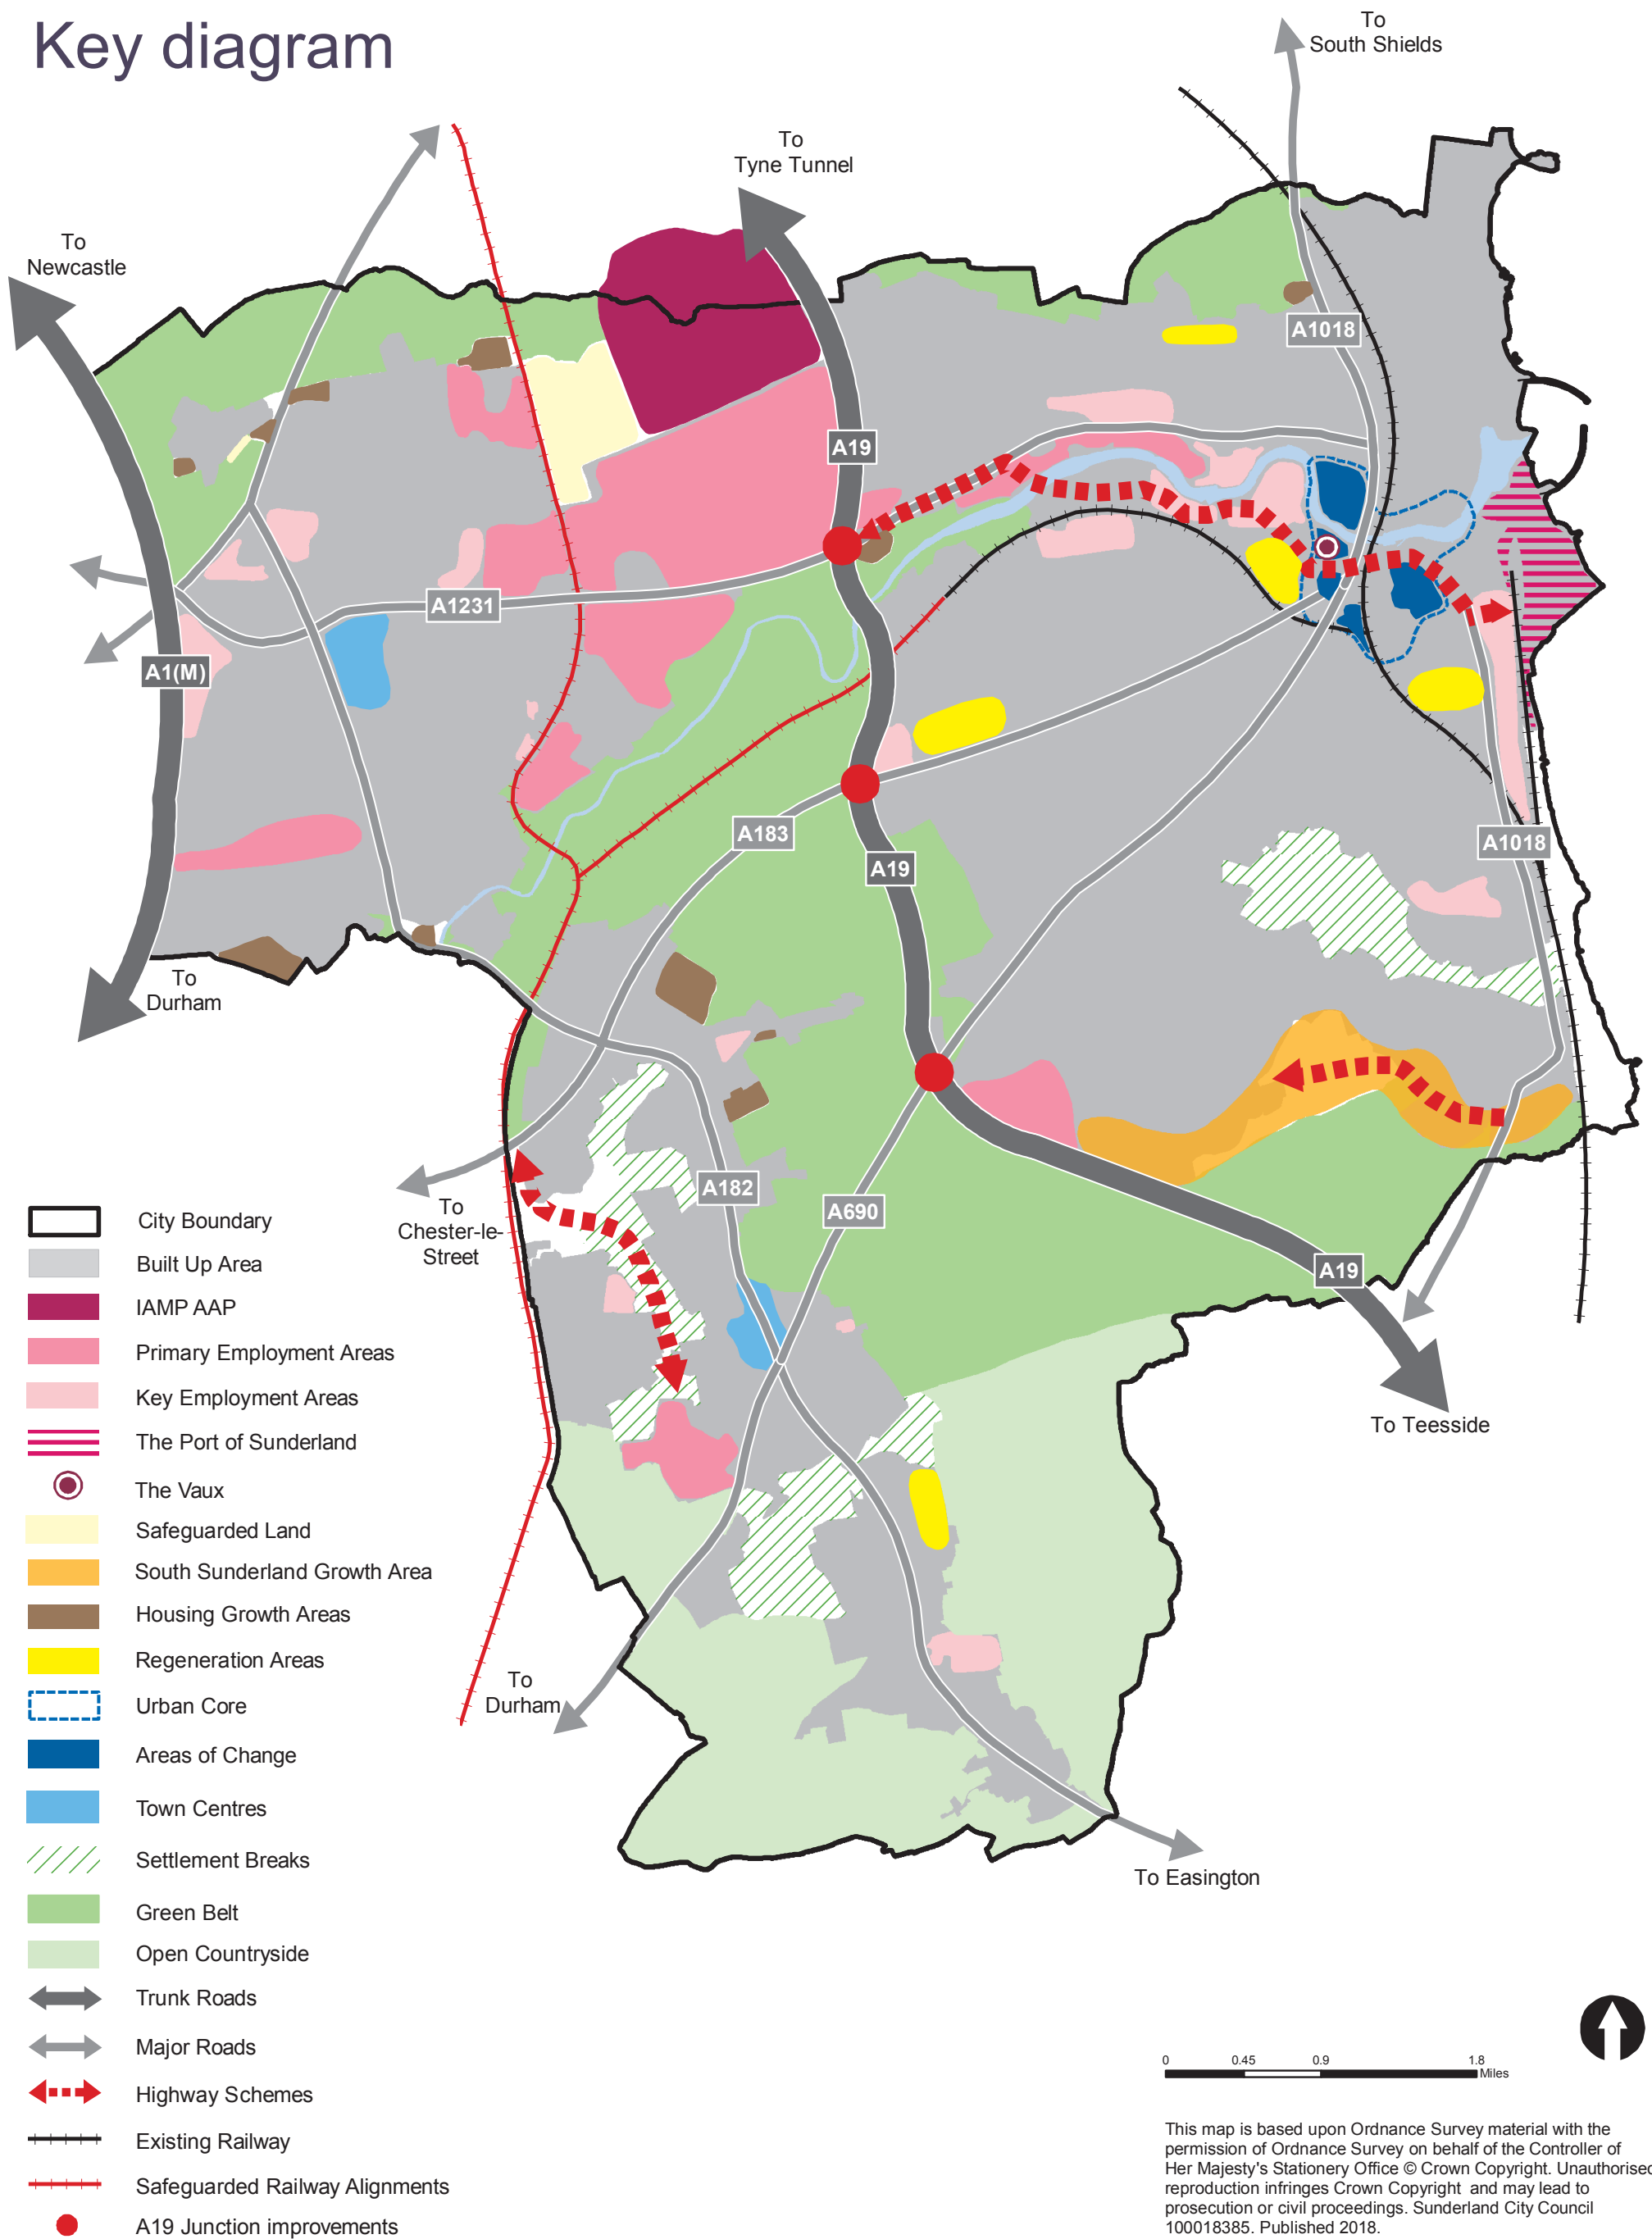 Key diagram
To
South Shields
To
Tyne Tunnel
To
Newcastle
A1018
A19
A1231
A1(M)
A183
A19
A1018
To
Durham
A182
A690
To
Chester-le-
Street
A19
To Teesside
To
Durham
To Easington
City Boundary
Built Up Area
IAMP AAP
Primary Employment Areas
Key Employment Areas
The Port of Sunderland
The Vaux
Safeguarded Land
South Sunderland Growth Area
Housing Growth Areas
Regeneration Areas
Urban Core
Areas of Change
Town Centres
Settlement Breaks
Green Belt
Open Countryside
Trunk Roads
Major Roads
Highway Schemes
Existing Railway
Safeguarded Railway Alignments
A19 Junction improvements
0 0.45 0.9 1.8
Miles
This map is based upon Ordnance Survey material with the
permission of Ordnance Survey on behalf of the Controller of
Her Majesty's Stationery Office © Crown Copyright. Unauthorised
reproduction infringes Crown Copyright and may lead to
prosecution or civil proceedings. Sunderland City Council
100018385. Published 2018.